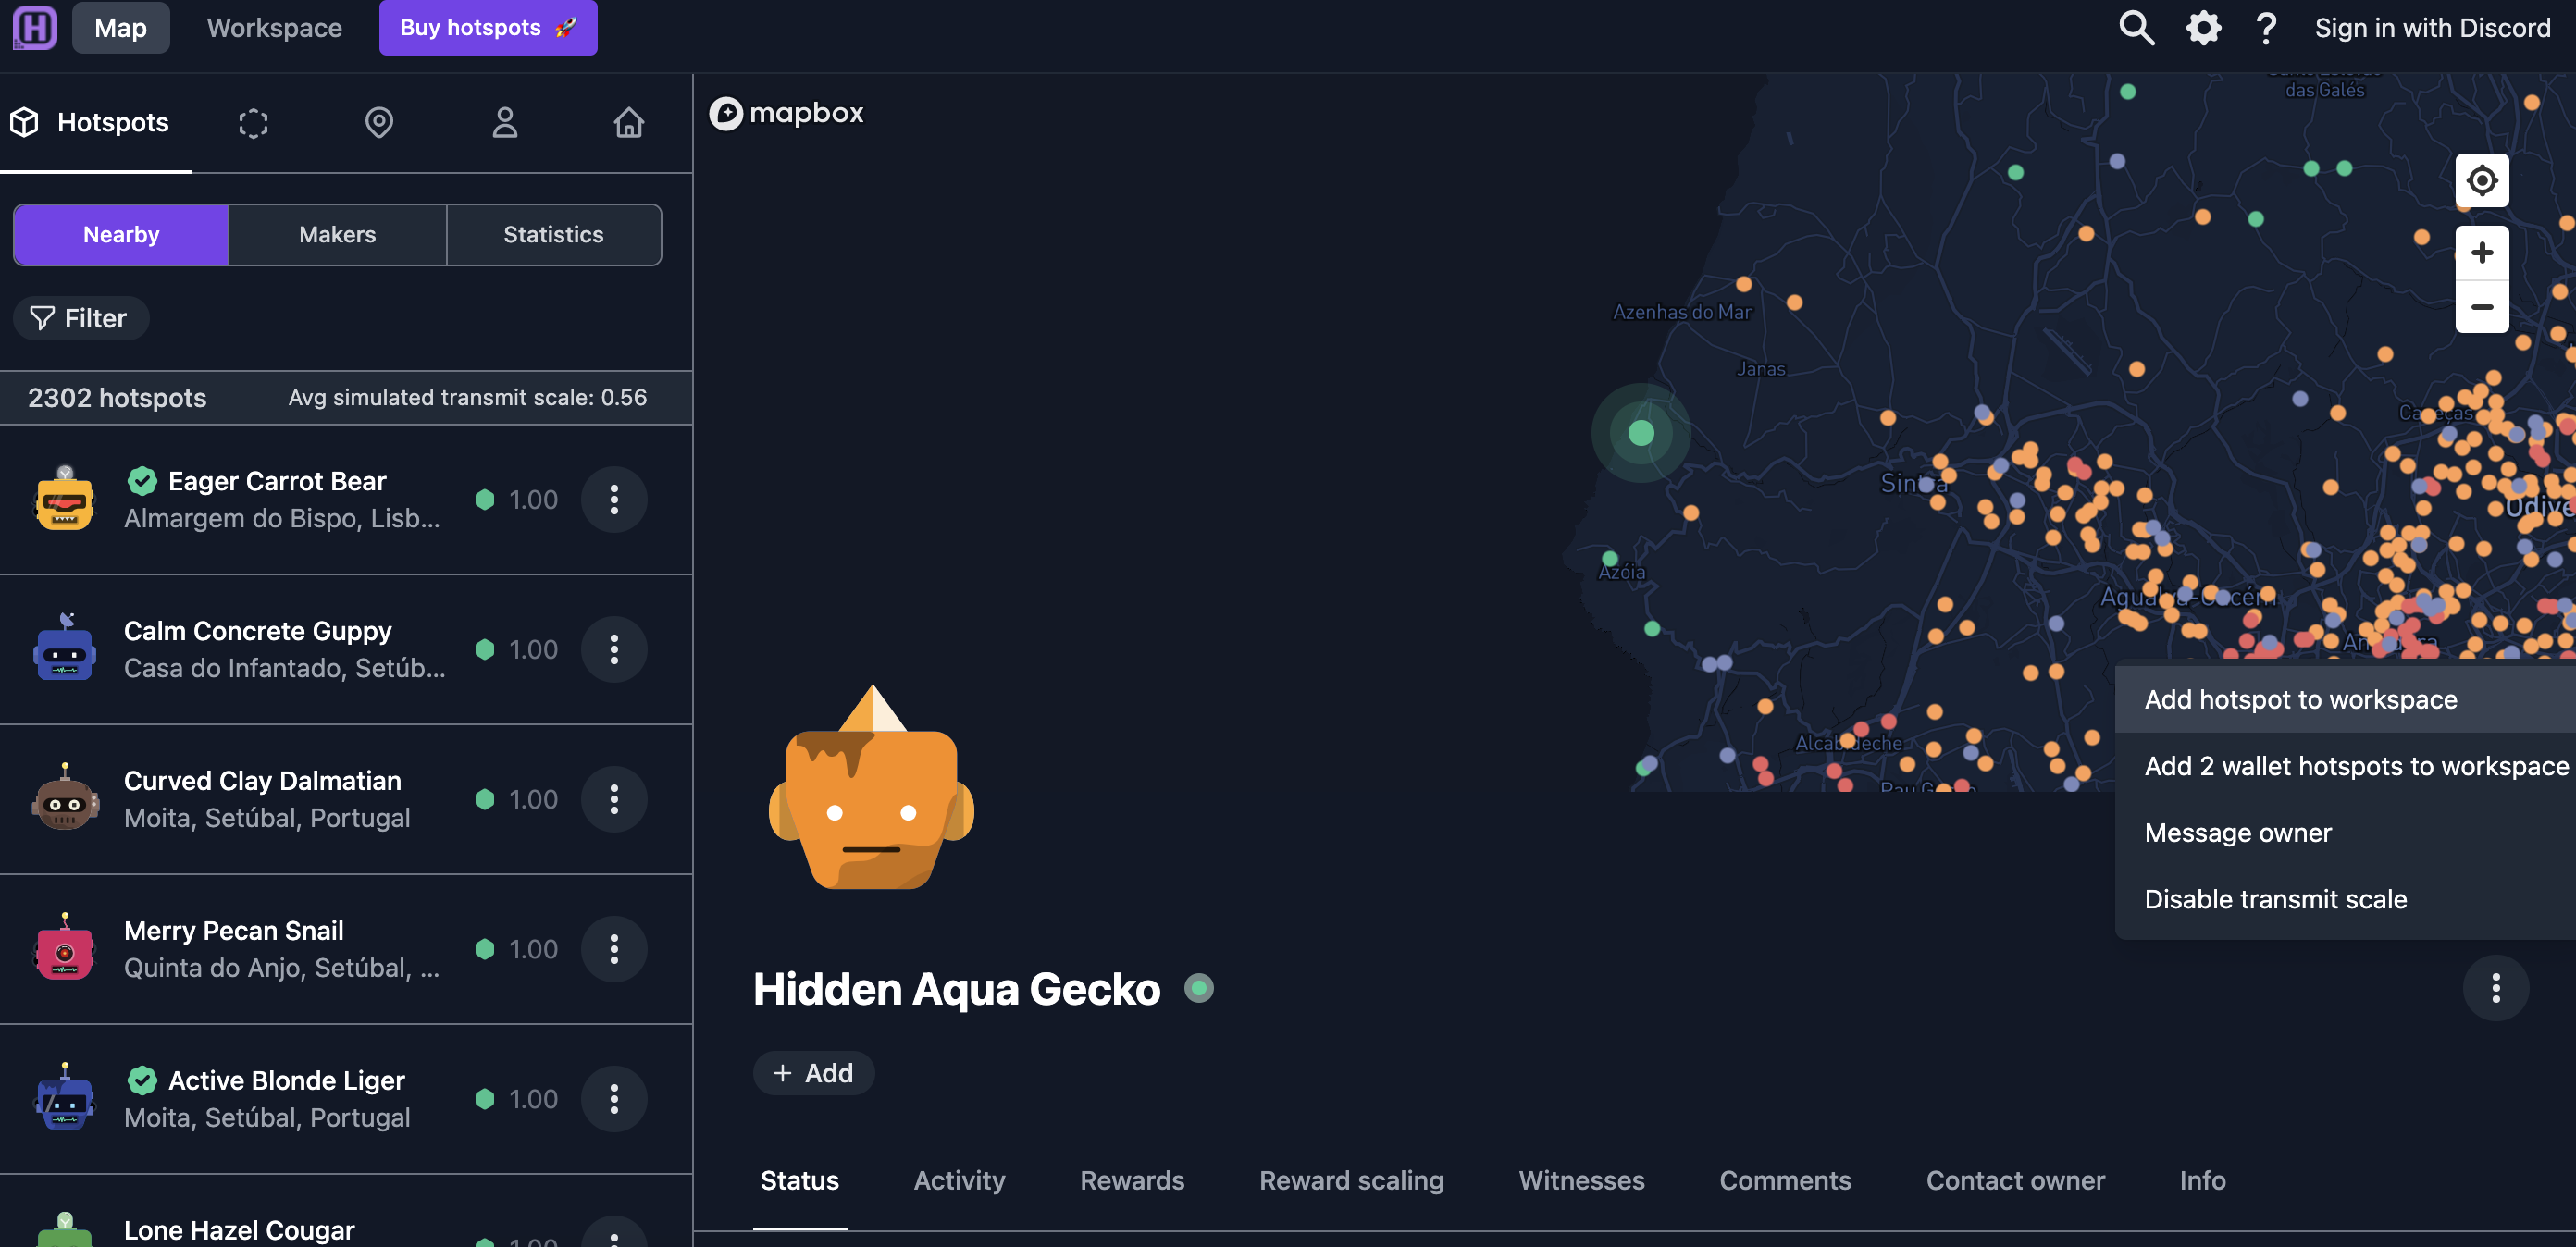 Map
Workspace
Buy hotspots 🚀
Sign in with Discord
Hotspots
Nearby
Makers
Statistics
Filter
2302 hotspots
Avg simulated transmit scale: 0.56
Eager Carrot Bear
Almargem do Bispo, Lisb...
1.00
Calm Concrete Guppy
Casa do Infantado, Setúb...
1.00
Curved Clay Dalmatian
Moita, Setúbal, Portugal
1.00
Merry Pecan Snail
Quinta do Anjo, Setúbal, ...
1.00
Active Blonde Liger
Moita, Setúbal, Portugal
1.00
Lone Hazel Cougar
1.00
mapbox
das Galés
Azenhas do Mar
Janas
Azóia
Add hotspot to workspace
Add 2 wallet hotspots to workspace
Message owner
Disable transmit scale
Hidden Aqua Gecko
+ Add
Status
Activity
Rewards
Reward scaling
Witnesses
Comments
Contact owner
Info